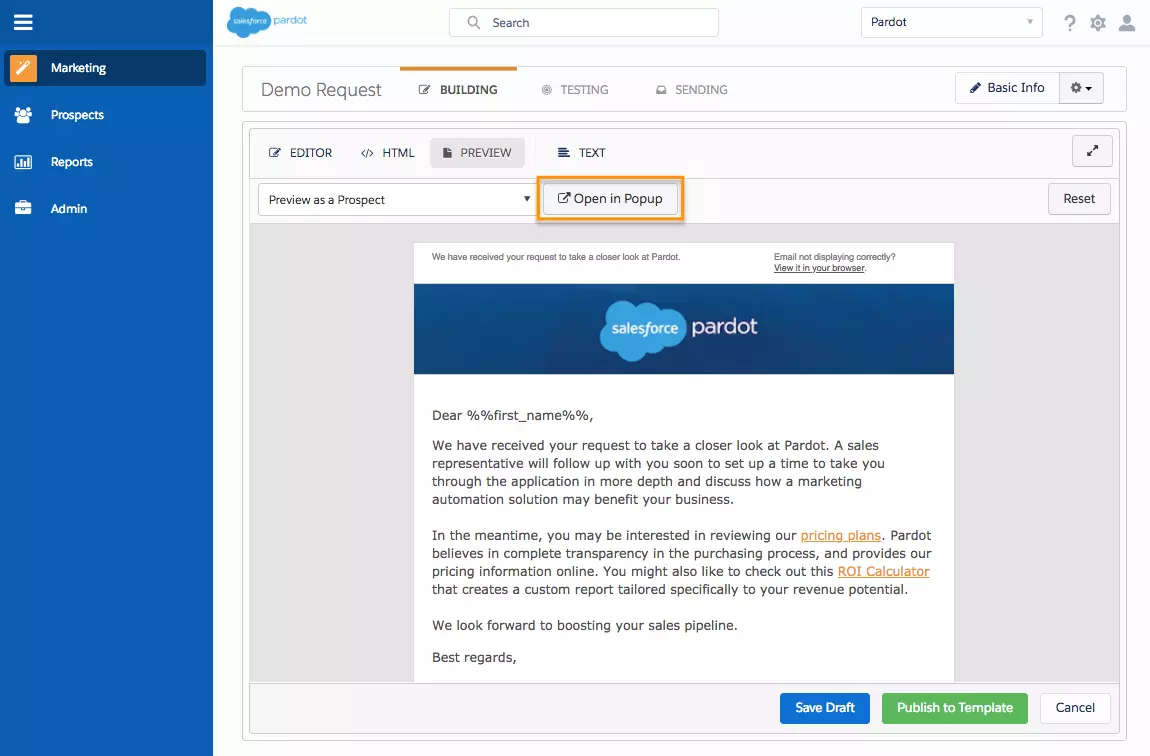 salesforce pardot
Search
Pardot
Marketing
Prospects
Reports
Admin
Demo Request
BUILDING
TESTING
SENDING
Basic Info
EDITOR
</> HTML
PREVIEW
TEXT
Preview as a Prospect
Open in Popup
Reset
We have received your request to take a closer look at Pardot.
Email not displaying correctly?
View it in your browser.
salesforce pardot
Dear %%first_name%%,
We have received your request to take a closer look at Pardot. A sales
representative will follow up with you soon to set up a time to take you
through the application in more depth and discuss how a marketing
automation solution may benefit your business.
In the meantime, you may be interested in reviewing our pricing plans. Pardot
believes in complete transparency in the purchasing process, and provides our
pricing information online. You might also like to check out this ROI Calculator
that creates a custom report tailored specifically to your revenue potential.
We look forward to boosting your sales pipeline.
Best regards,
Save Draft
Publish to Template
Cancel